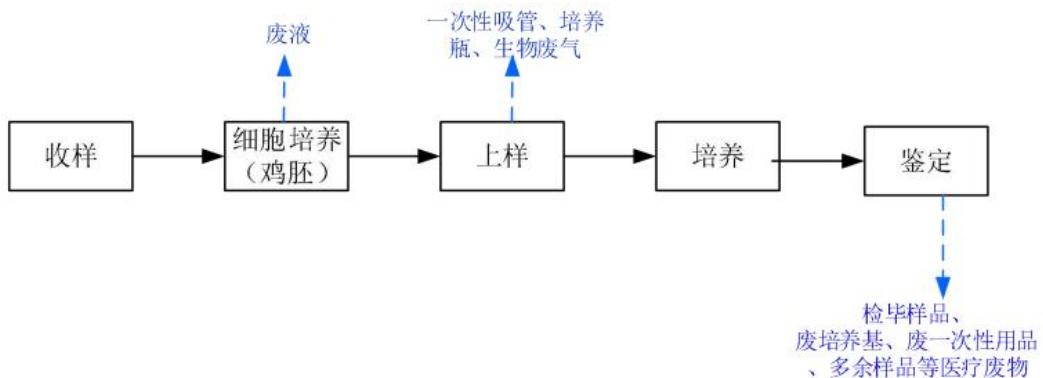 废液
一次性吸管、培养
瓶、生物废气
收样
细胞培养
（鸡胚）
上样
培养
鉴定
检毕样品、
废培养基、废一次性用品
、多余样品等医疗废物